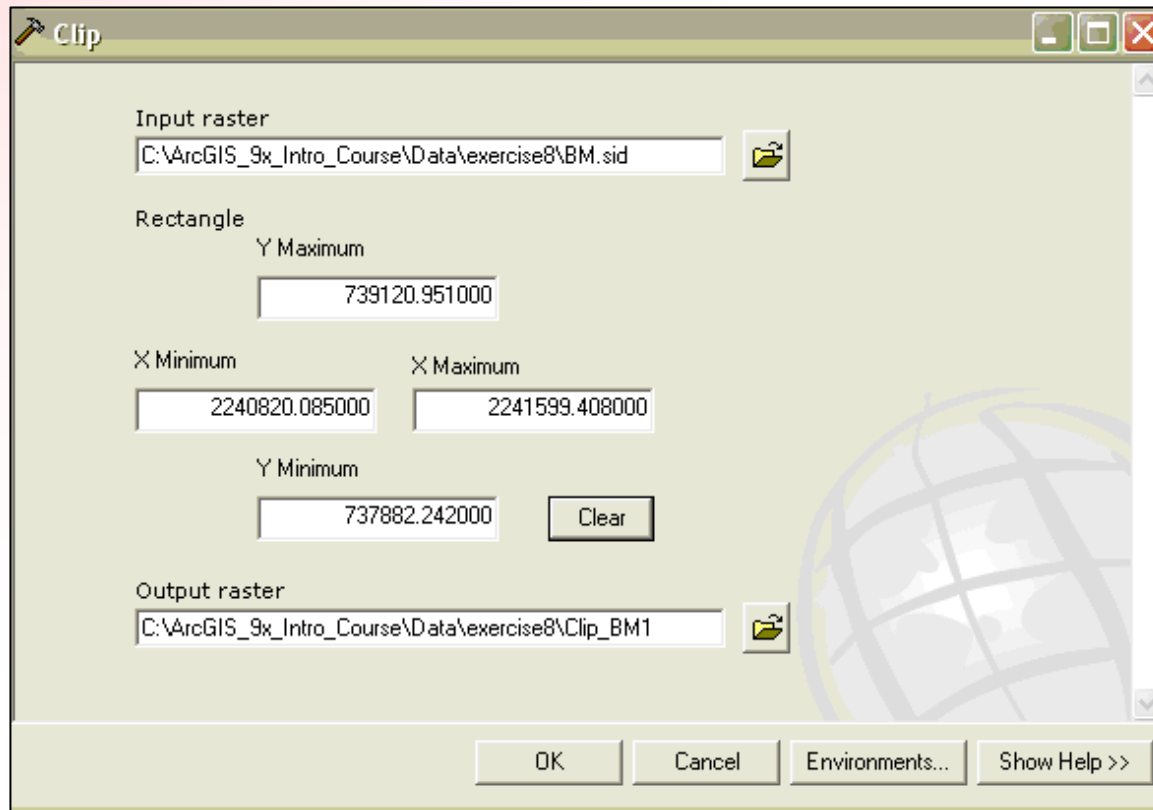 Clip
Input raster
C:\ArcGIS_9x_Intro_Course\Data\exercise8\BM.sid
Rectangle
Y Maximum
739120.951000
X Minimum
X Maximum
2240820.085000
2241599.408000
Y Minimum
737882.242000
Clear
Output raster
C:\ArcGIS_9x_Intro_Course\Data\exercise8\Clip_BM1
OK
Cancel
Environments...
Show Help >>